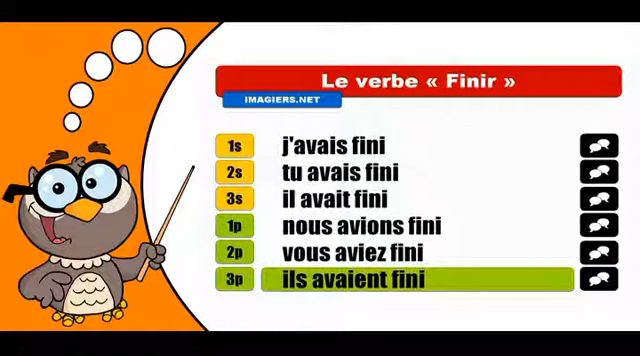 Le verbe « Finir »
IMAGIERS.NET
1s j'avais fini
2s tu avais fini
3s il avait fini
1p nous avions fini
2p vous aviez fini
3p ils avaient fini